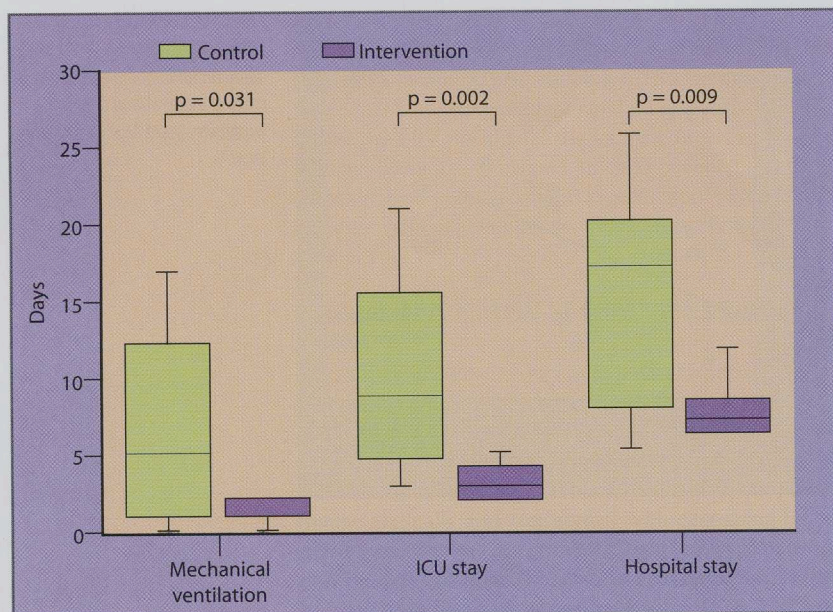 Control Intervention
30
25
20
15
10
5
0
Days
p = 0.031
p = 0.002
p = 0.009
Mechanical
ventilation
ICU stay
Hospital stay